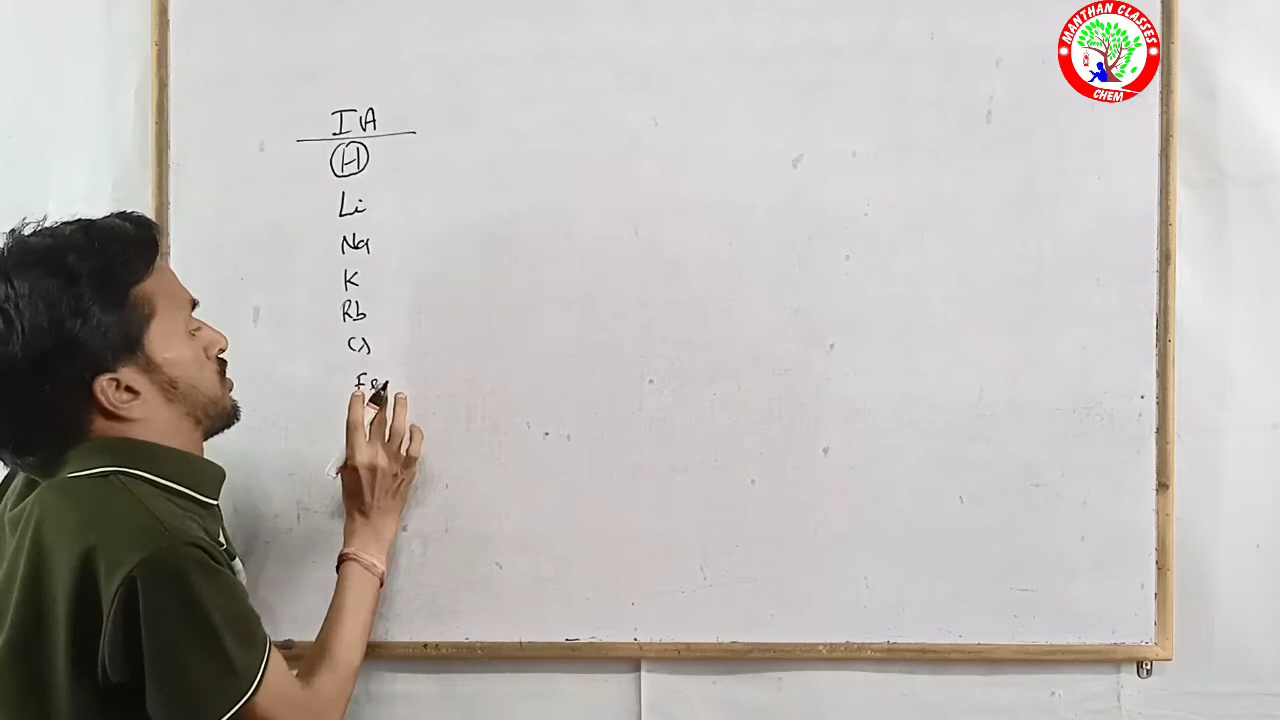 MANTHAN CLASSES
CHEM
IA
H
Li
Na
K
Rb
Cs